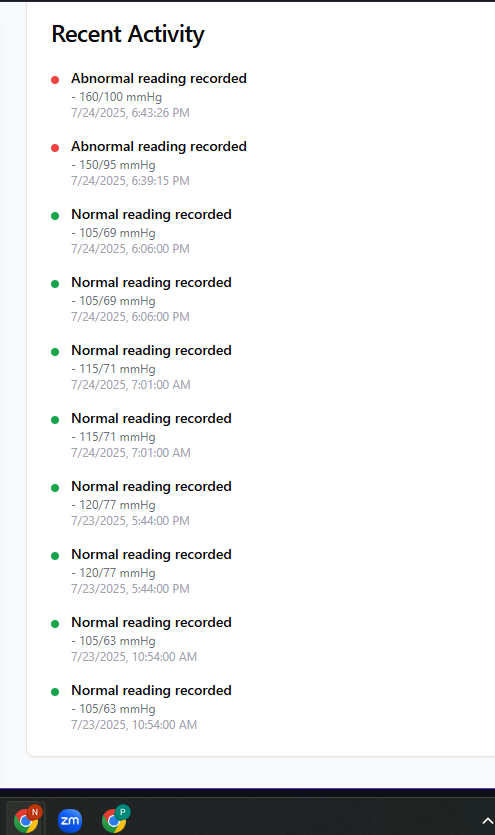 Recent Activity
Abnormal reading recorded
- 160/100 mmHg
7/24/2025, 6:43:26 PM
Abnormal reading recorded
- 150/95 mmHg
7/24/2025, 6:39:15 PM
Normal reading recorded
- 105/69 mmHg
7/24/2025, 6:06:00 PM
Normal reading recorded
- 105/69 mmHg
7/24/2025, 6:06:00 PM
Normal reading recorded
- 115/71 mmHg
7/24/2025, 7:01:00 AM
Normal reading recorded
- 115/71 mmHg
7/24/2025, 7:01:00 AM
Normal reading recorded
- 120/77 mmHg
7/23/2025, 5:44:00 PM
Normal reading recorded
- 120/77 mmHg
7/23/2025, 5:44:00 PM
Normal reading recorded
- 105/63 mmHg
7/23/2025, 10:54:00 AM
Normal reading recorded
- 105/63 mmHg
7/23/2025, 10:54:00 AM
N zm P